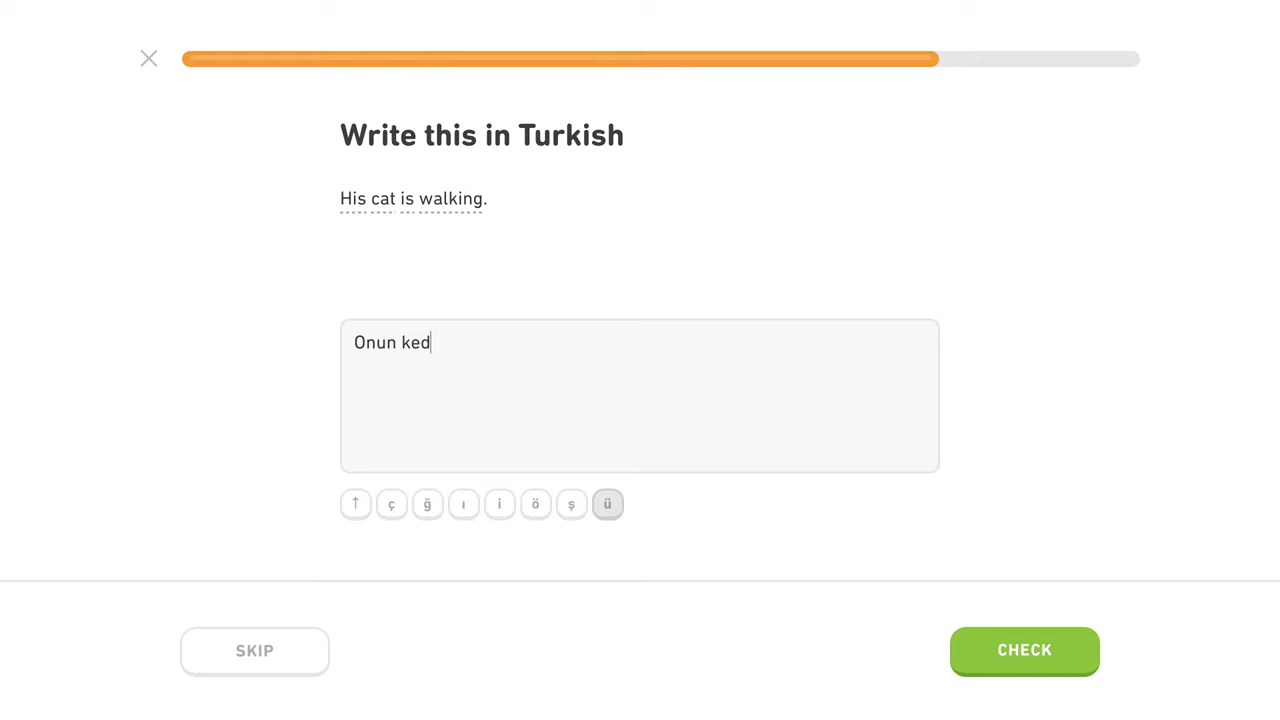 Write this in Turkish
His cat is walking.
Onun ked
↑ ç ğ ı i ö ş ü
SKIP
CHECK